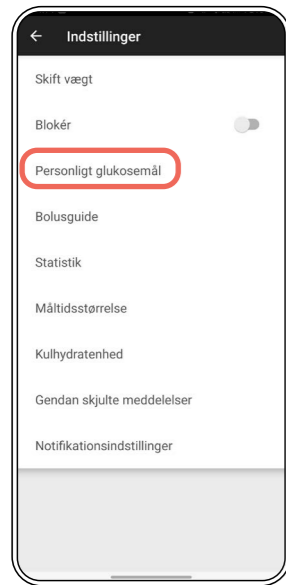 Indstillinger
Skift vægt
Blokér
Personligt glukosemål
Bolusguide
Statistik
Måltidsstørrelse
Kulhydratenhed
Gendan skjulte meddelelser
Notifikationsindstillinger